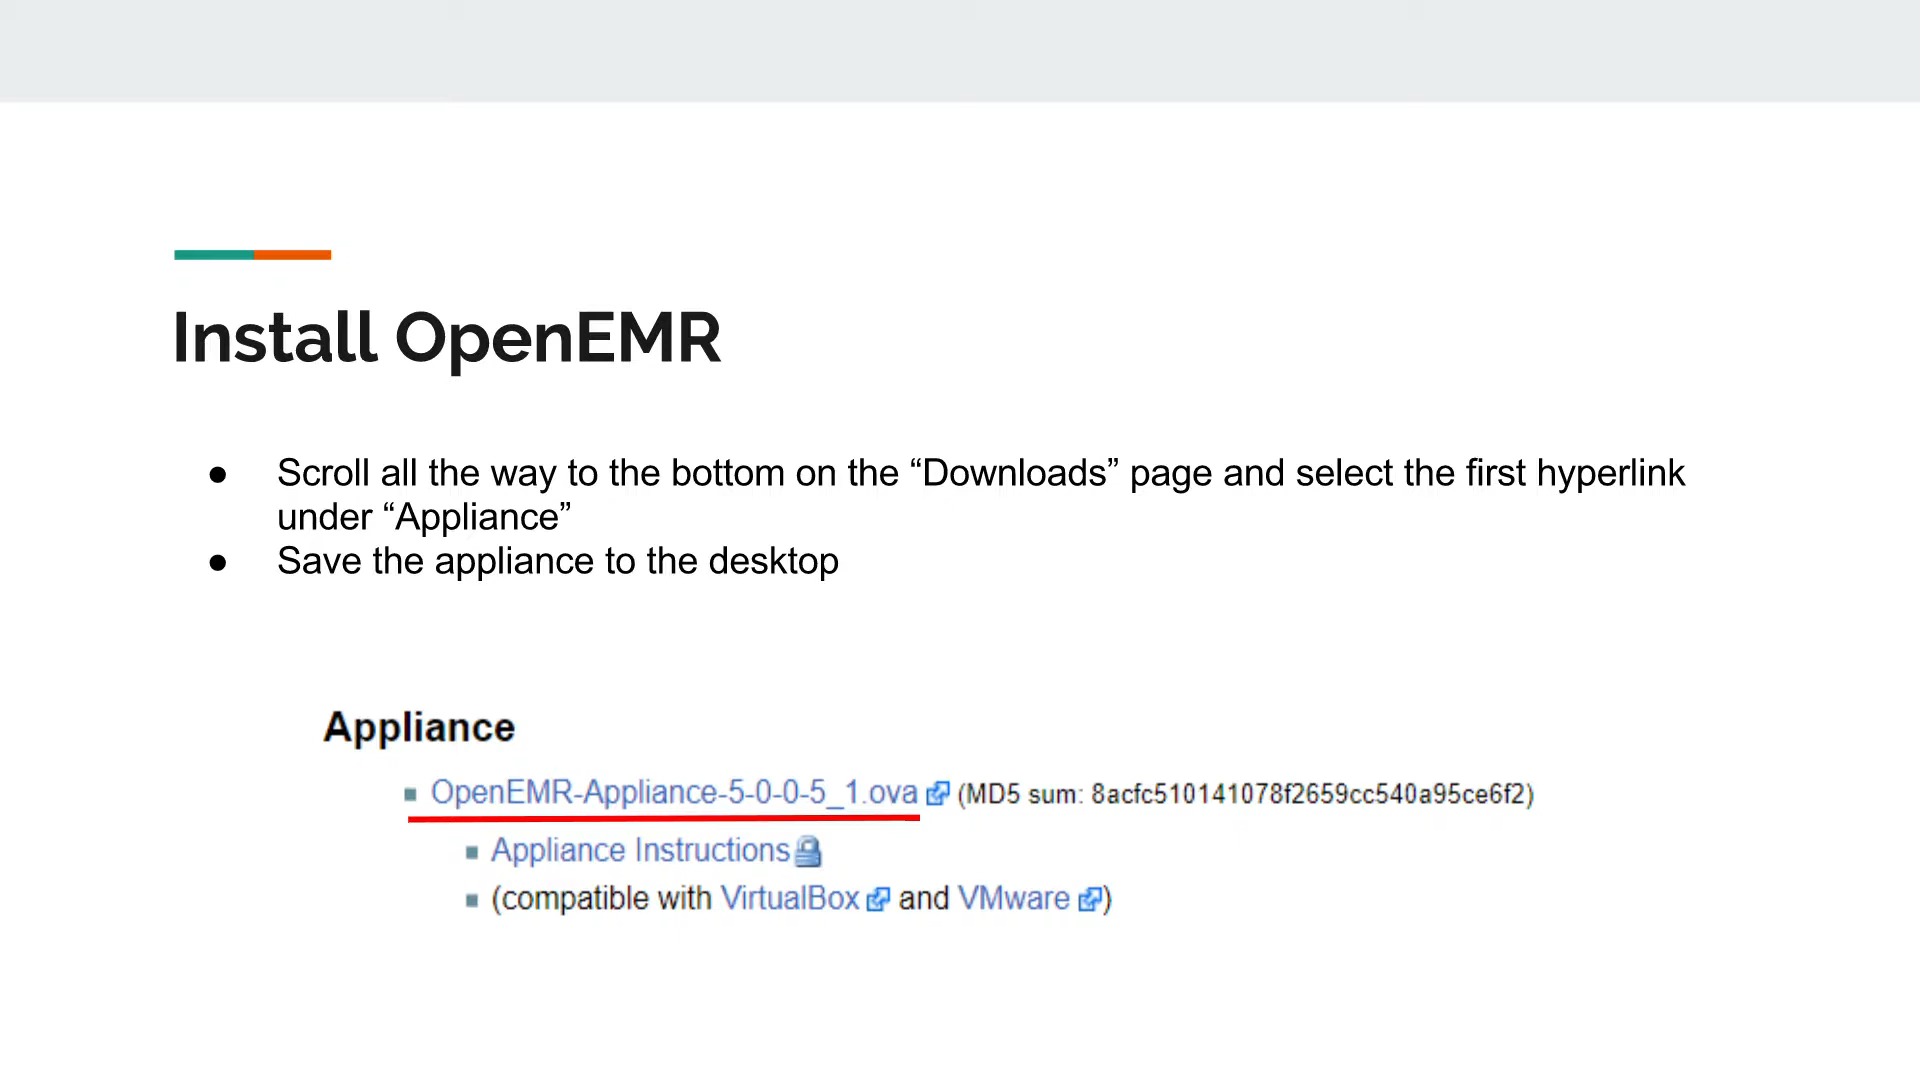 Install OpenEMR
● Scroll all the way to the bottom on the “Downloads” page and select the first hyperlink
under “Appliance”
● Save the appliance to the desktop
Appliance
▪ OpenEMR-Appliance-5-0-0-5_1.ova (MD5 sum: 8acfc510141078f2659cc540a95ce6f2)
▪ Appliance Instructions
▪ (compatible with VirtualBox and VMware)